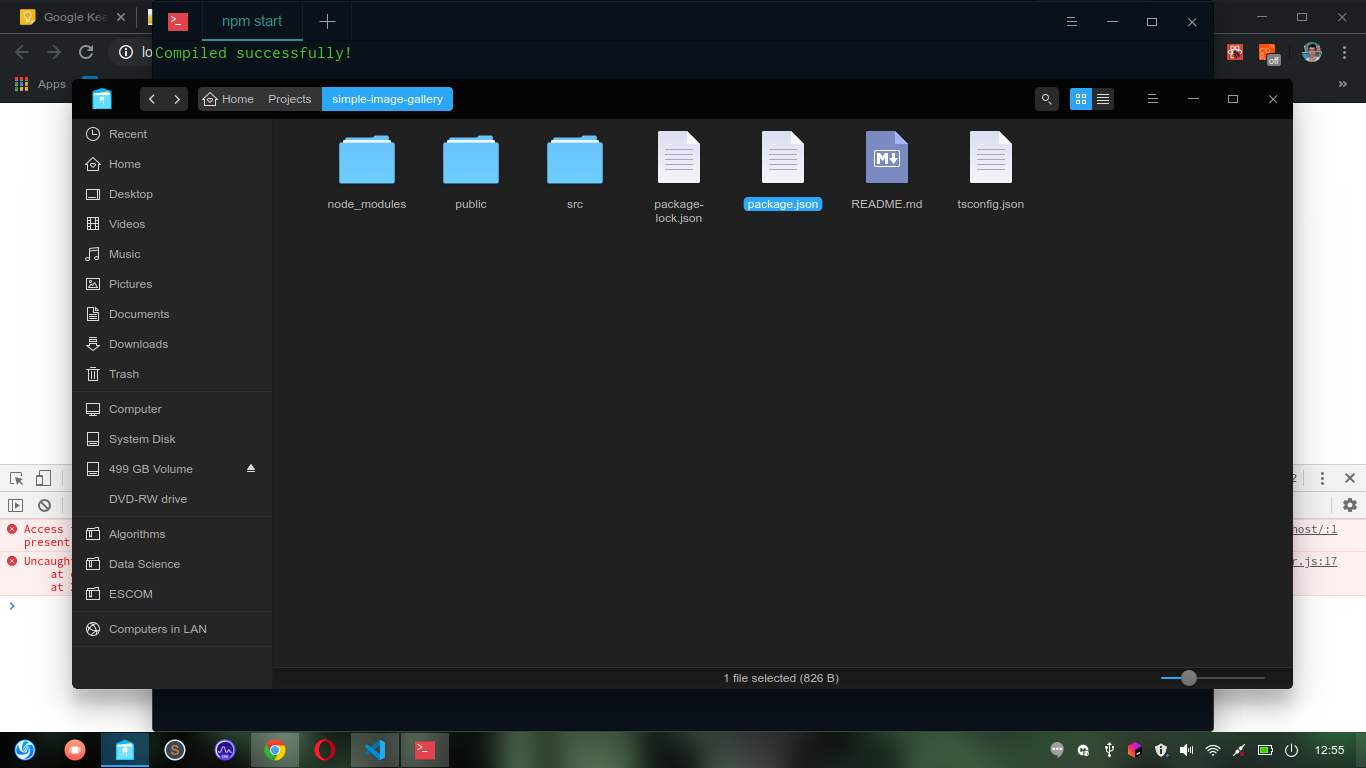 Google Kee
npm start
lo
Compiled successfully!
off
Apps
Home
Projects
simple-image-gallery
Recent
Home
Desktop
Videos
Music
Pictures
Documents
Downloads
Trash
Computer
System Disk
499 GB Volume
DVD-RW drive
Algorithms
Data Science
ESCOM
Computers in LAN
node_modules
public
src
package-
lock.json
package.json
README.md
tsconfig.json
1 file selected (826 B)
2
Access
present
ost/:1
Uncaugh
at
at
r.js:17
12:55